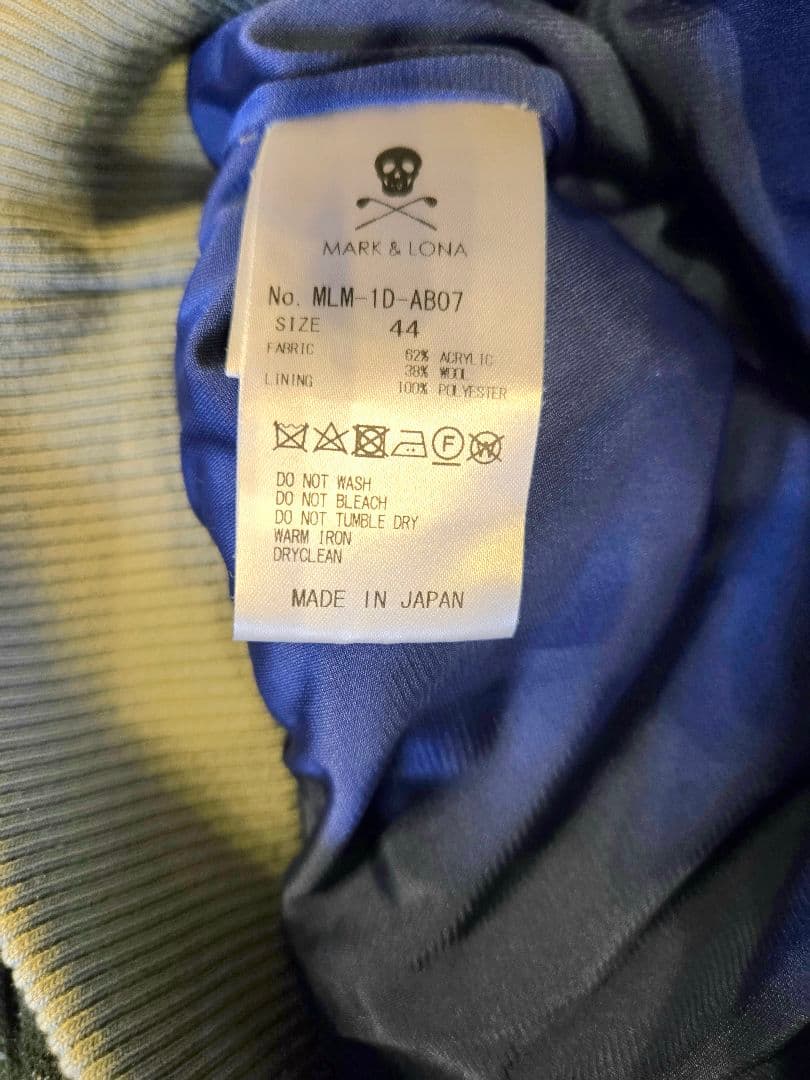 MARK & LONA
No. MLM-1D-AB07
SIZE 44
FABRIC 62% ACRYLIC
38% WOOL
LINING 100% POLYESTER
F W
DO NOT WASH
DO NOT BLEACH
DO NOT TUMBLE DRY
WARM IRON
DRYCLEAN
MADE IN JAPAN